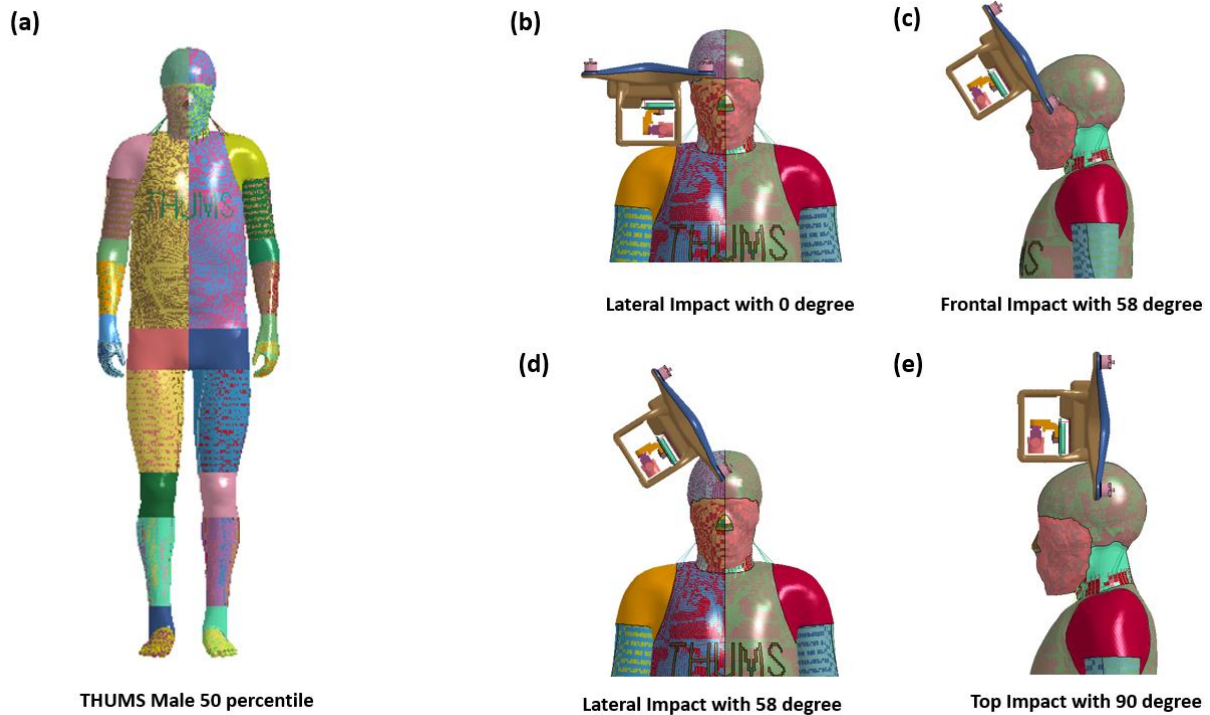 (a)
THUMS
THUMS Male 50 percentile
(b)
THUMS
Lateral Impact with 0 degree
(c)
MS
Frontal Impact with 58 degree
(d)
THUMS
Lateral Impact with 58 degree
(e)
Top Impact with 90 degree